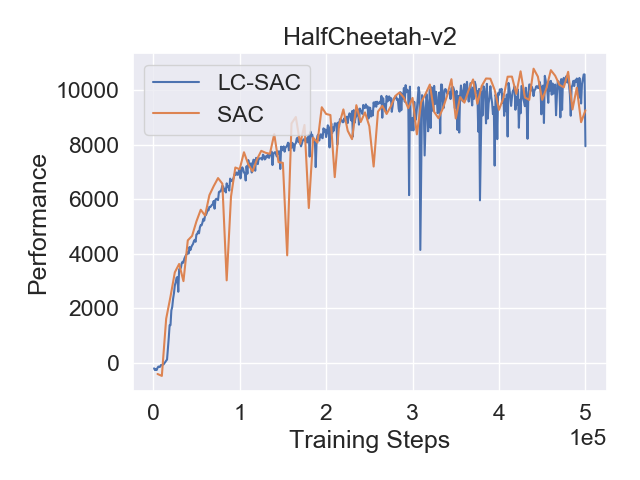 HalfCheetah-v2
LC-SAC
SAC
Performance
10000
8000
6000
4000
2000
0
0 1 2 3 4 5
Training Steps
1e5